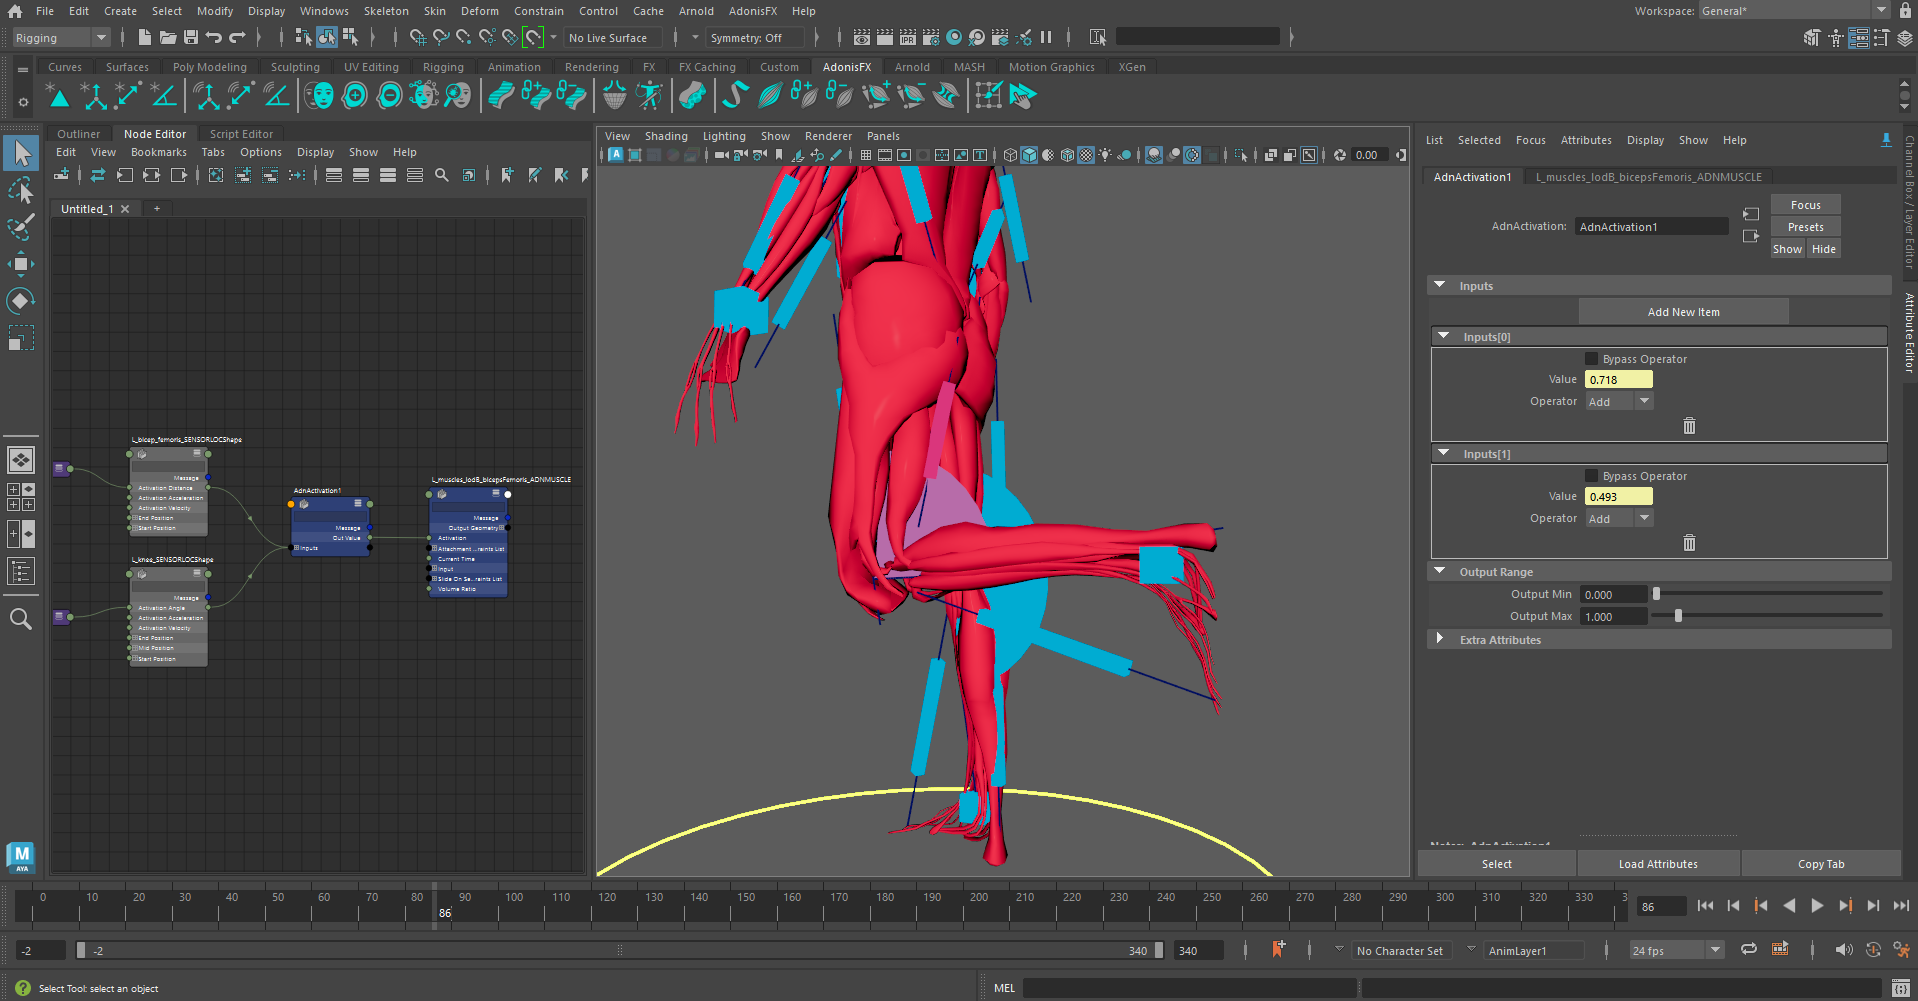 File Edit Create Select Modify Display Windows Skeleton Skin Deform Constrain Control Cache Arnold AdonisFX Help
Workspace: General*
Rigging
No Live Surface
Symmetry: Off
IPR
Curves Surfaces Poly Modeling Sculpting UV Editing Rigging Animation Rendering FX FX Caching Custom AdonisFX Arnold MASH Motion Graphics XGen
Outliner Node Editor Script Editor
Edit View Bookmarks Tabs Options Display Show Help
Untitled_1
+
L_bicep_femoris_SENSORLOCShape
Message
Activation Distance
Activation Acceleration
Activation Velocity
End Position
Start Position
L_knee_SENSORLOCShape
Message
Activation Angle
Activation Acceleration
Activation Velocity
End Position
Mid Position
Start Position
AdnActivation1
Message
Out Value
Inputs
L_muscles_lodB_bicepsFemoris_ADNMUSCLE
Message
Output Geometry
Activation
Attachment ...raints List
Current Time
Input
Slide On Se...raints List
Volume Ratio
View Shading Lighting Show Renderer Panels
0.00
List Selected Focus Attributes Display Show Help
AdnActivation1 L_muscles_lodB_bicepsFemoris_ADNMUSCLE
AdnActivation: AdnActivation1
Focus
Presets
Show Hide
Inputs
Add New Item
Inputs[0]
Bypass Operator
Value 0.718
Operator Add
Inputs[1]
Bypass Operator
Value 0.493
Operator Add
Output Range
Output Min 0.000
Output Max 1.000
Extra Attributes
Notes: AdnActivation1
Select Load Attributes Copy Tab
Channel Box / Layer Editor
Attribute Editor
M
AYA
0 10 20 30 40 50 60 70 80 86 90 100 110 120 130 140 150 160 170 180 190 200 210 220 230 240 250 260 270 280 290 300 310 320 330 3
86
-2
-2
340
340
No Character Set
AnimLayer1
24 fps
Select Tool: select an object
MEL